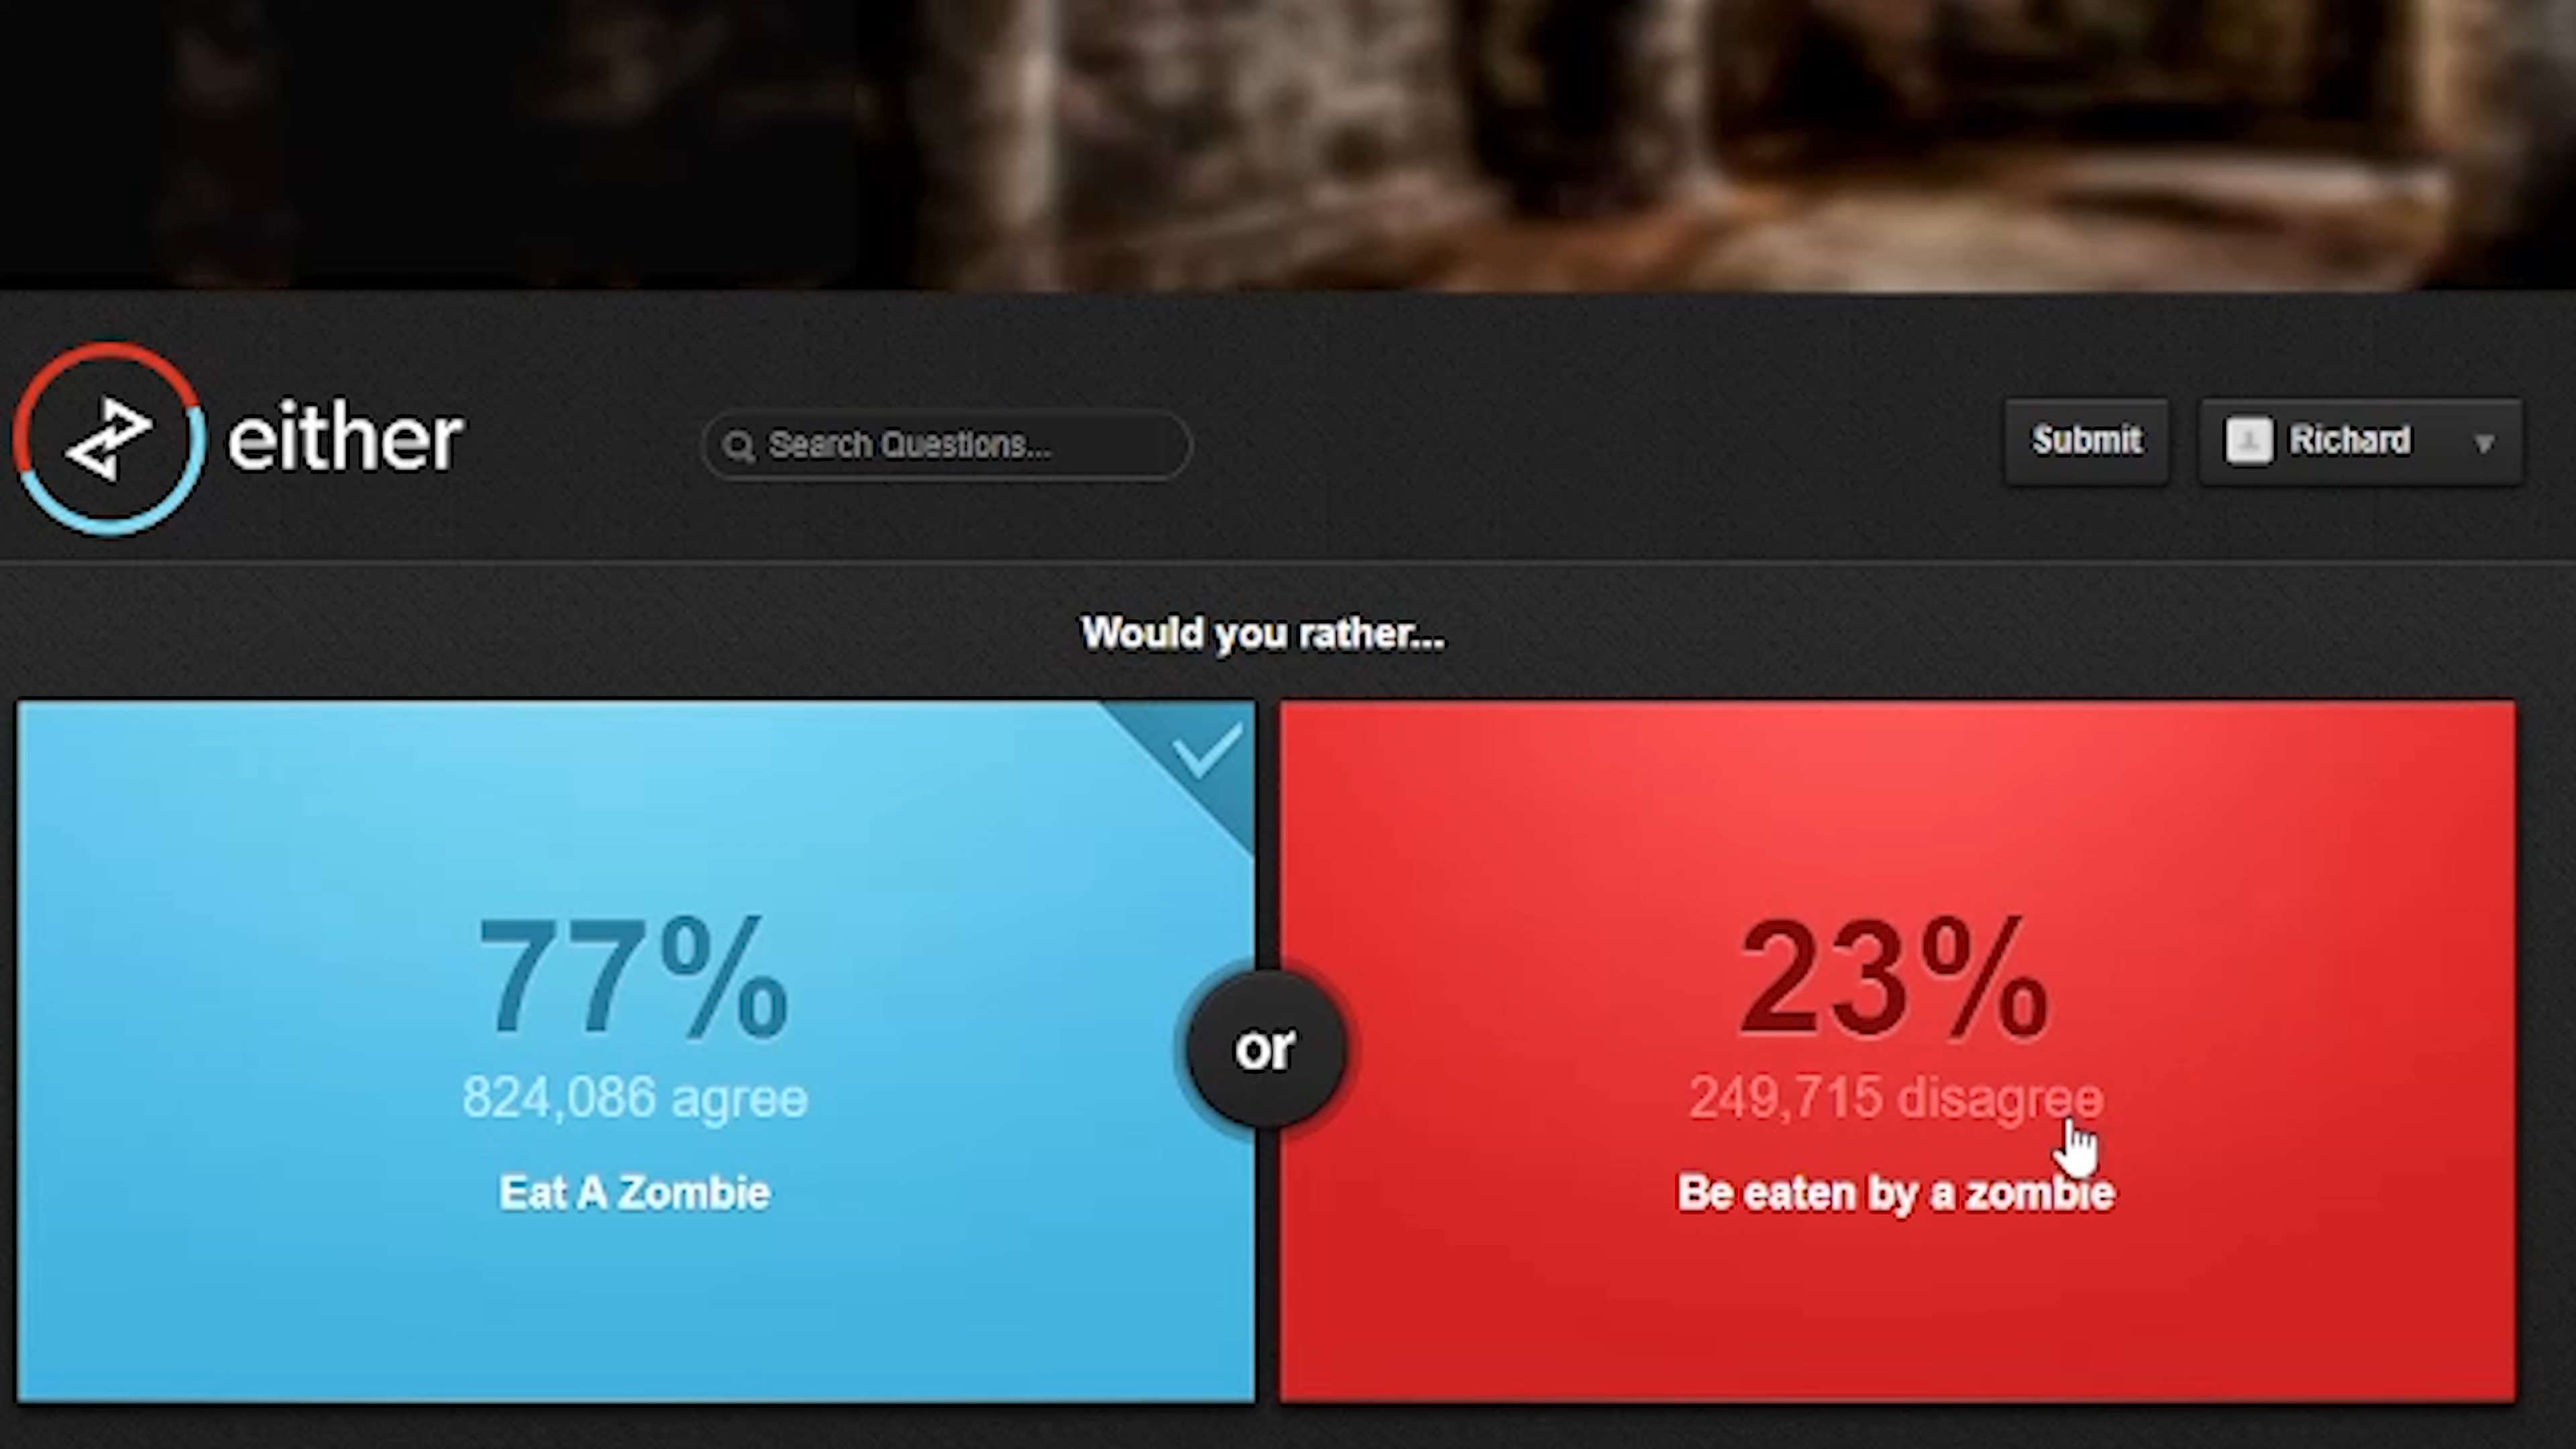 either
Search Questions...
Submit
Richard
Would you rather...
77%
824,086 agree
Eat A Zombie
or
23%
249,715 disagree
Be eaten by a zombie